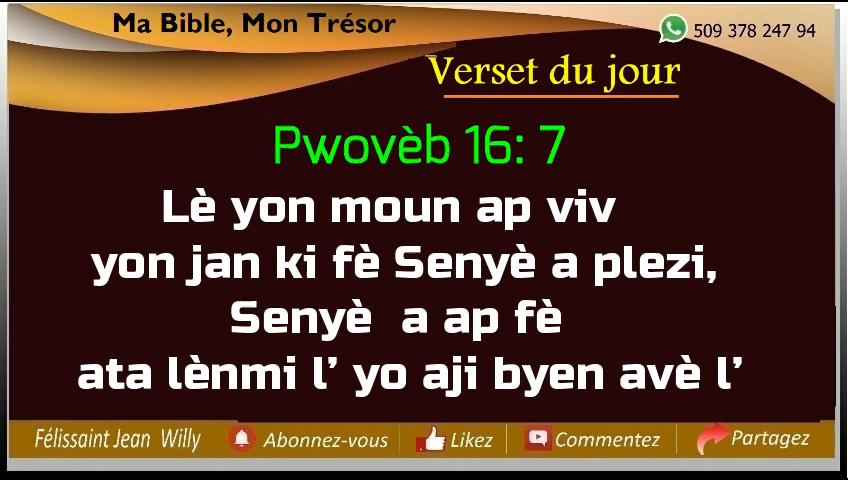 Ma Bible, Mon Trésor
509 378 247 94
Verset du jour
Pwovèb 16: 7
Lè yon moun ap viv
yon jan ki fè Senyè a plezi,
Senyè a ap fè
ata lènmi l’ yo aji byen avè l’
Félissaint Jean Willy Abonnez-vous Likez Commentez Partagez